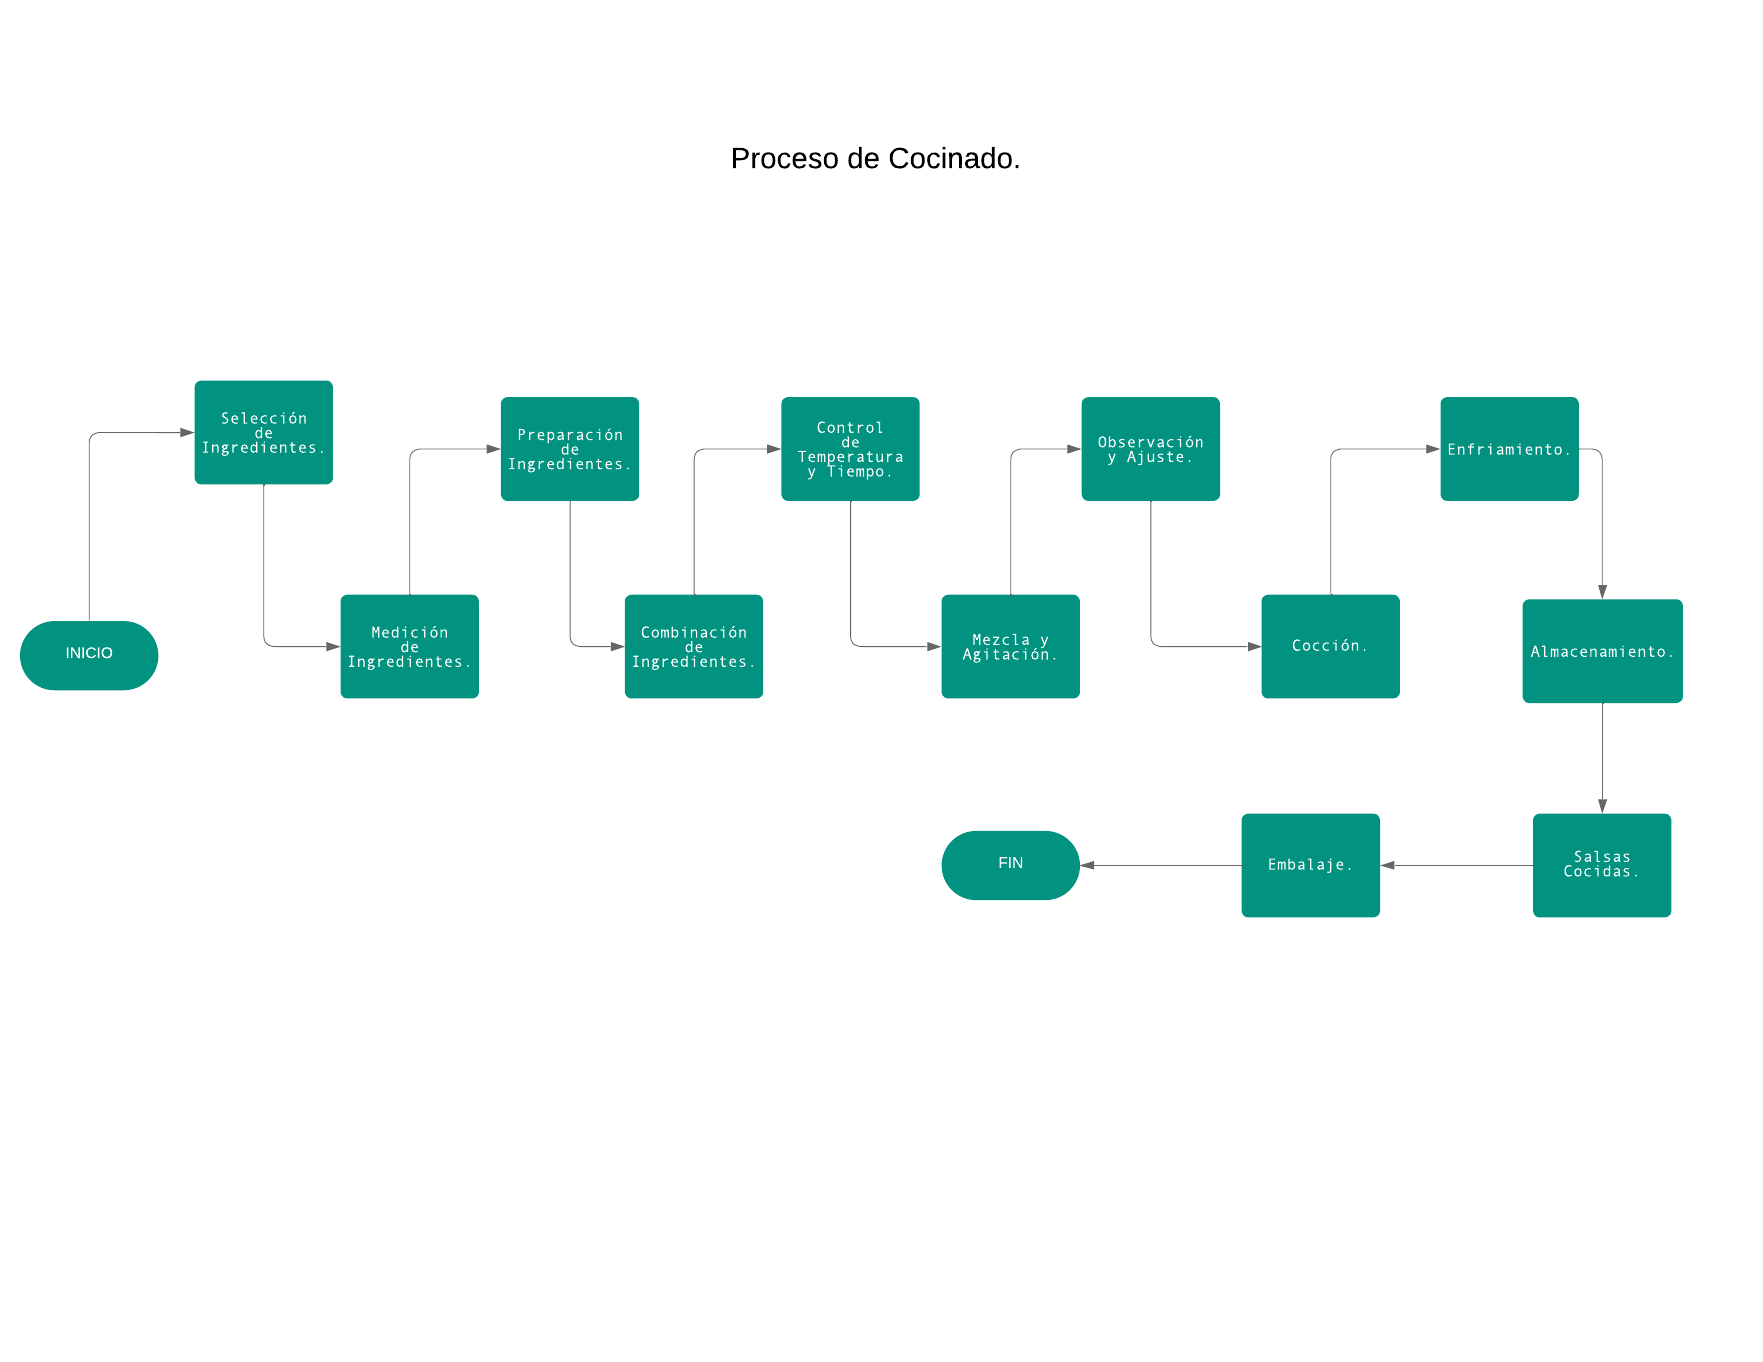 Proceso de Cocinado.
INICIO
Selección
de
Ingredientes.
Medición
de
Ingredientes.
Preparación
de
Ingredientes.
Combinación
de
Ingredientes.
Control
de
Temperatura
y Tiempo.
Mezcla y
Agitación.
Observación
y Ajuste.
Cocción.
Enfriamiento.
Almacenamiento.
Salsas
Cocidas.
Embalaje.
FIN